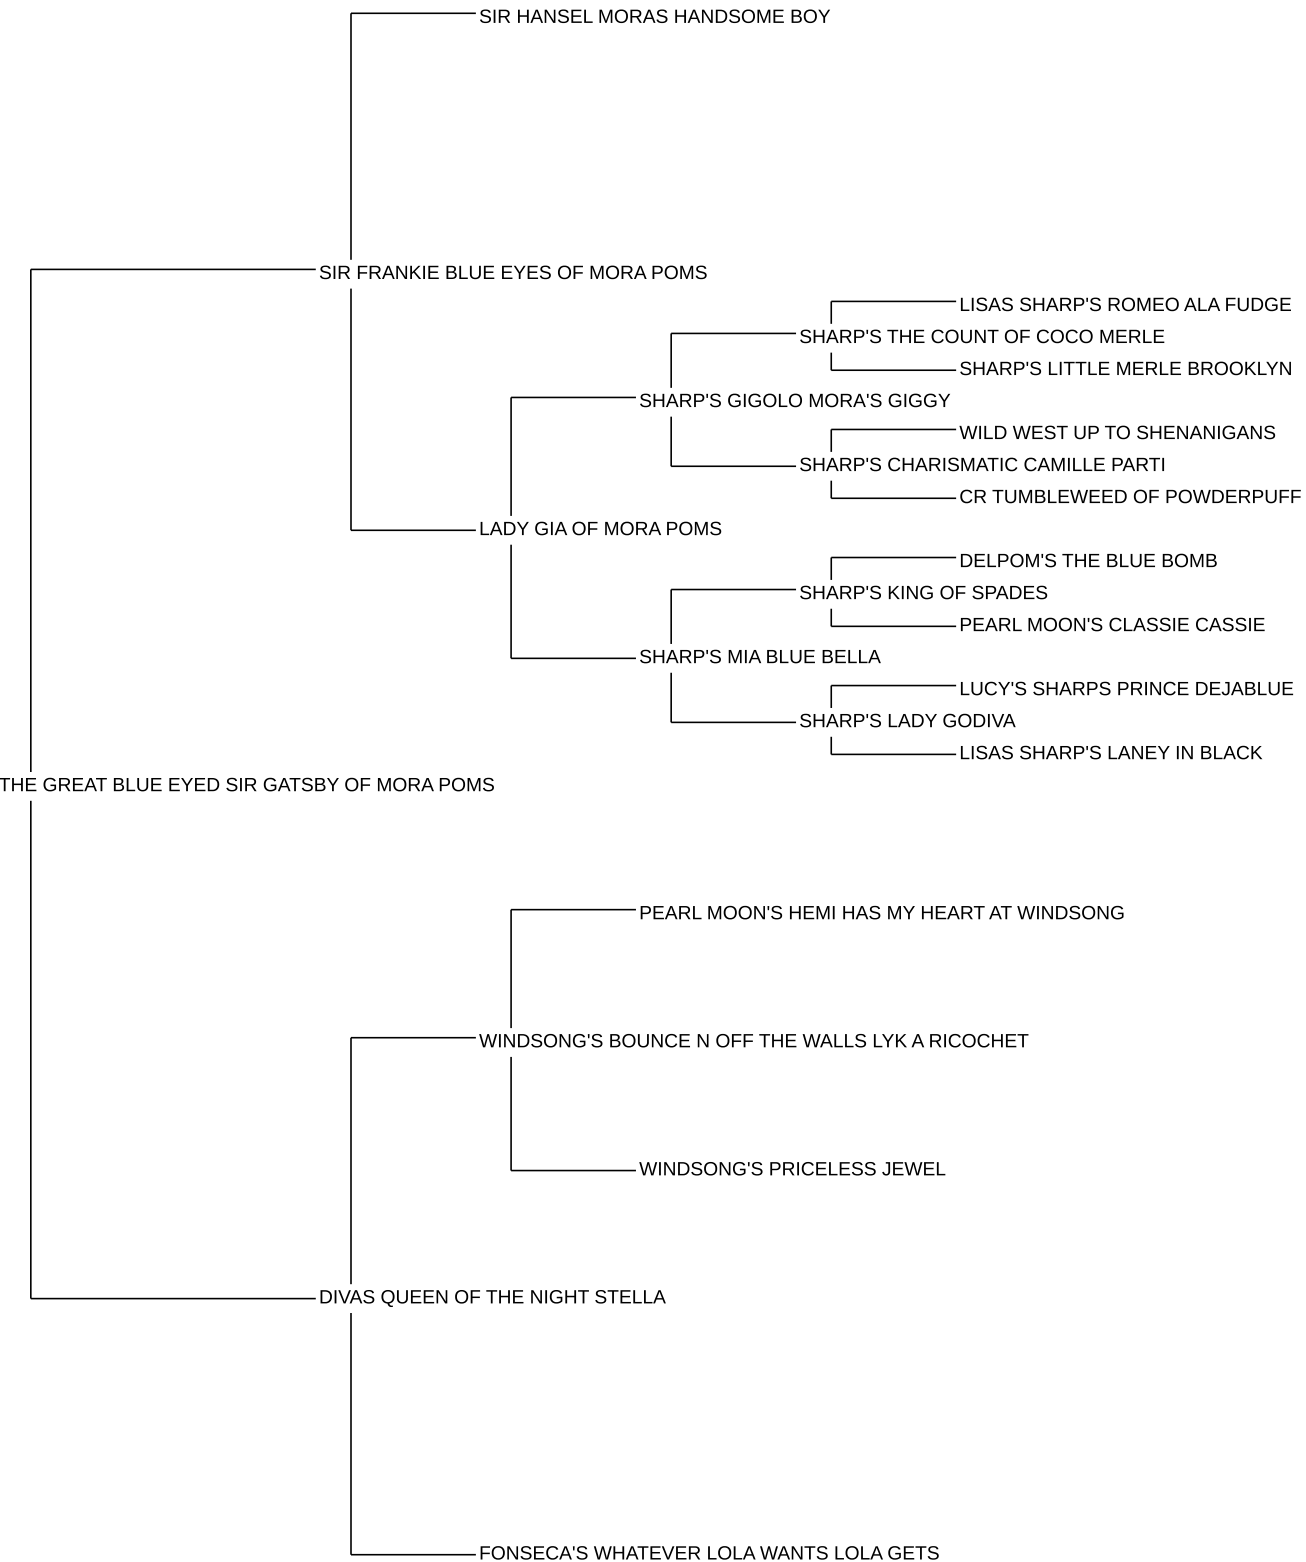 SIR HANSEL MORAS HANDSOME BOY
SIR FRANKIE BLUE EYES OF MORA POMS
LISAS SHARP'S ROMEO ALA FUDGE
SHARP'S THE COUNT OF COCO MERLE
SHARP'S LITTLE MERLE BROOKLYN
SHARP'S GIGOLO MORA'S GIGGY
WILD WEST UP TO SHENANIGANS
SHARP'S CHARISMATIC CAMILLE PARTI
CR TUMBLEWEED OF POWDERPUFF
LADY GIA OF MORA POMS
DELPOM'S THE BLUE BOMB
SHARP'S KING OF SPADES
PEARL MOON'S CLASSIE CASSIE
SHARP'S MIA BLUE BELLA
LUCY'S SHARPS PRINCE DEJABLUE
SHARP'S LADY GODIVA
LISAS SHARP'S LANEY IN BLACK
THE GREAT BLUE EYED SIR GATSBY OF MORA POMS
PEARL MOON'S HEMI HAS MY HEART AT WINDSONG
WINDSONG'S BOUNCE N OFF THE WALLS LYK A RICOCHET
WINDSONG'S PRICELESS JEWEL
DIVAS QUEEN OF THE NIGHT STELLA
FONSECA'S WHATEVER LOLA WANTS LOLA GETS